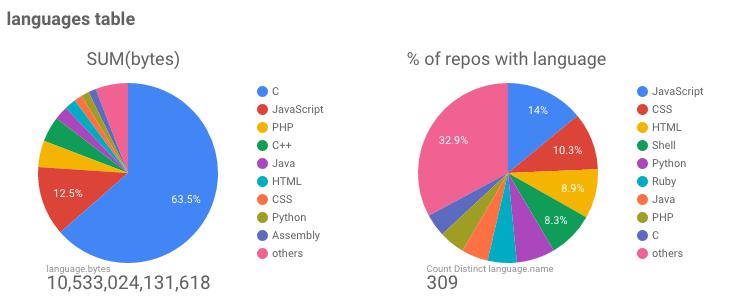 languages table
SUM(bytes)
63.5%
12.5%
C
JavaScript
PHP
C++
Java
HTML
CSS
Python
Assembly
others
language.bytes
10,533,024,131,618
% of repos with language
14%
10.3%
8.9%
8.3%
32.9%
JavaScript
CSS
HTML
Shell
Python
Ruby
Java
PHP
C
others
Count Distinct language.name
309